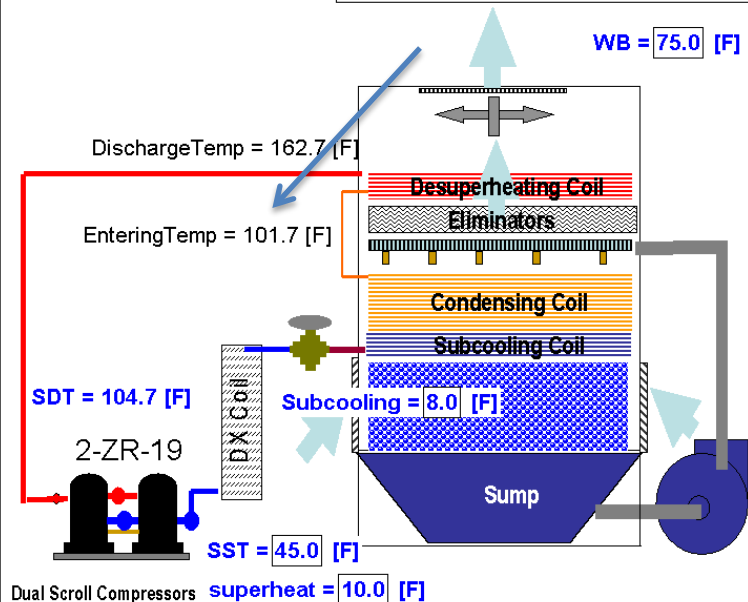 WB = 75.0 [F]
DischargeTemp = 162.7 [F]
Desuperheating Coil
Eliminators
EnteringTemp = 101.7 [F]
Condensing Coil
Subcooling Coil
DX Coil
SDT = 104.7 [F]
Subcooling = 8.0 [F]
2-ZR-19
Sump
SST = 45.0 [F]
Dual Scroll Compressors superheat = 10.0 [F]